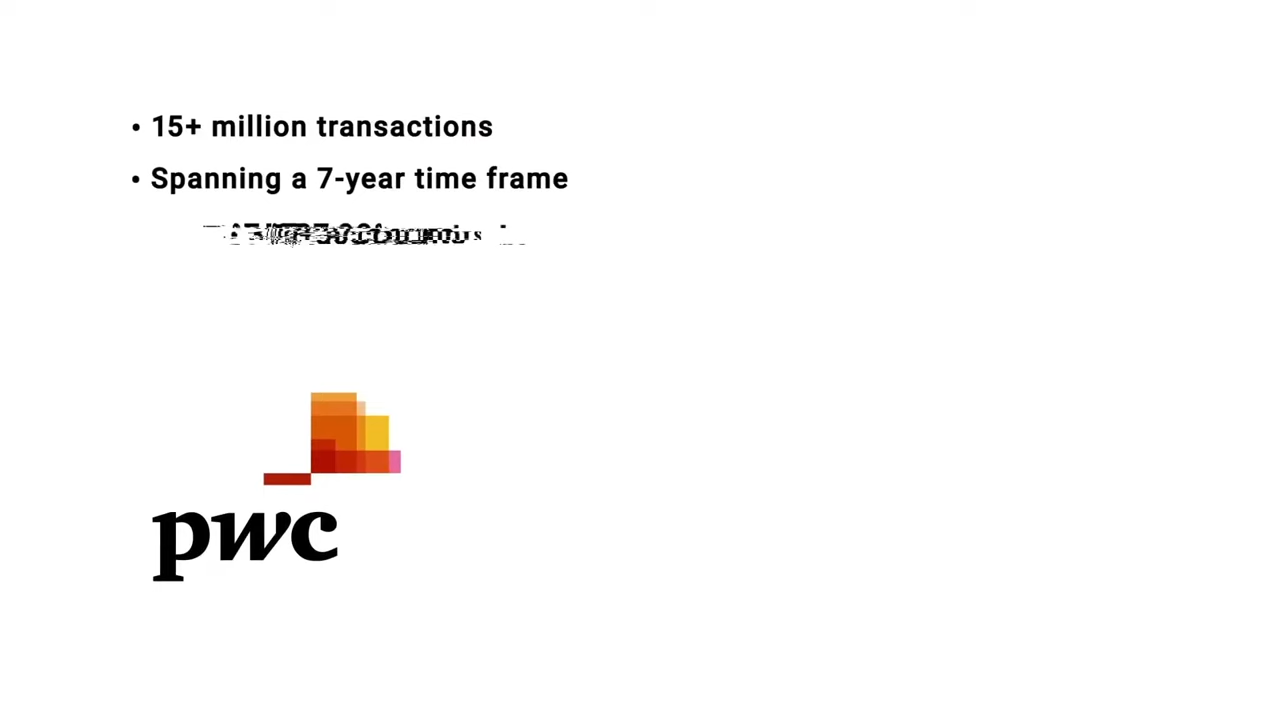 • 15+ million transactions
• Spanning a 7-year time frame
pwc